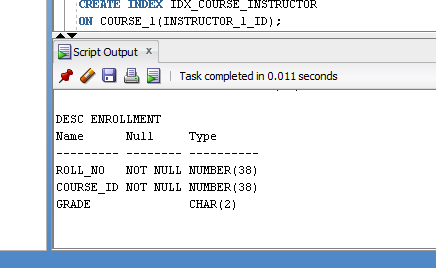 CREATE INDEX IDX_COURSE_INSTRUCTOR
ON COURSE_1(INSTRUCTOR_1_ID);
Script Output x
Task completed in 0.011 seconds
DESC ENROLLMENT
Name      Null     Type
--------- -------- ----------
ROLL_NO   NOT NULL NUMBER(38)
COURSE_ID NOT NULL NUMBER(38)
GRADE              CHAR(2)